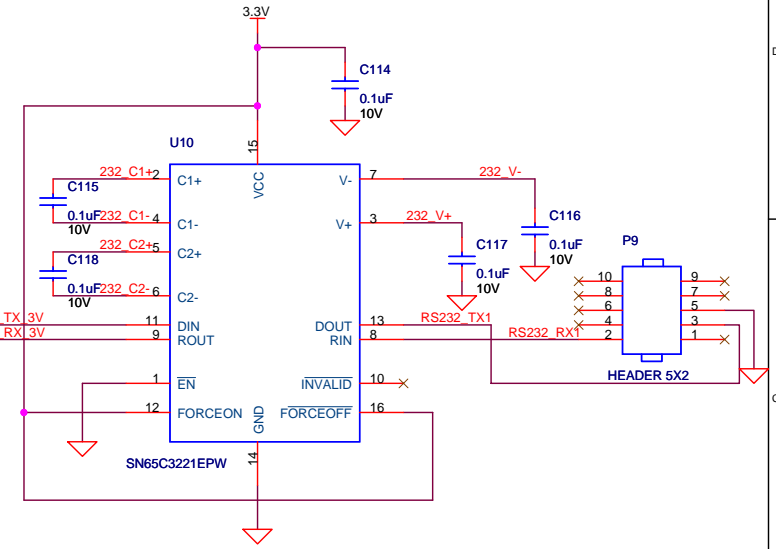 3.3V
D
C114
0.1uF
10V
U10
15
VCC
232_C1+ 2 C1+
C115
0.1uF
10V
232_C1- 4 C1-
232_C2+ 5 C2+
C118
0.1uF
10V
232_C2- 6 C2-
V- 7 232_V-
V+ 3 232_V+
C116
0.1uF
10V
C117
0.1uF
10V
P9
10 9
8 7
6 5
4 3
2 1
HEADER 5X2
TX_3V 11 DIN
RX_3V 9 ROUT
DOUT 13 RS232_TX1
RIN 8 RS232_RX1
1 EN
INVALID 10
12 FORCEON
FORCEOFF 16
GND
14
SN65C3221EPW
C